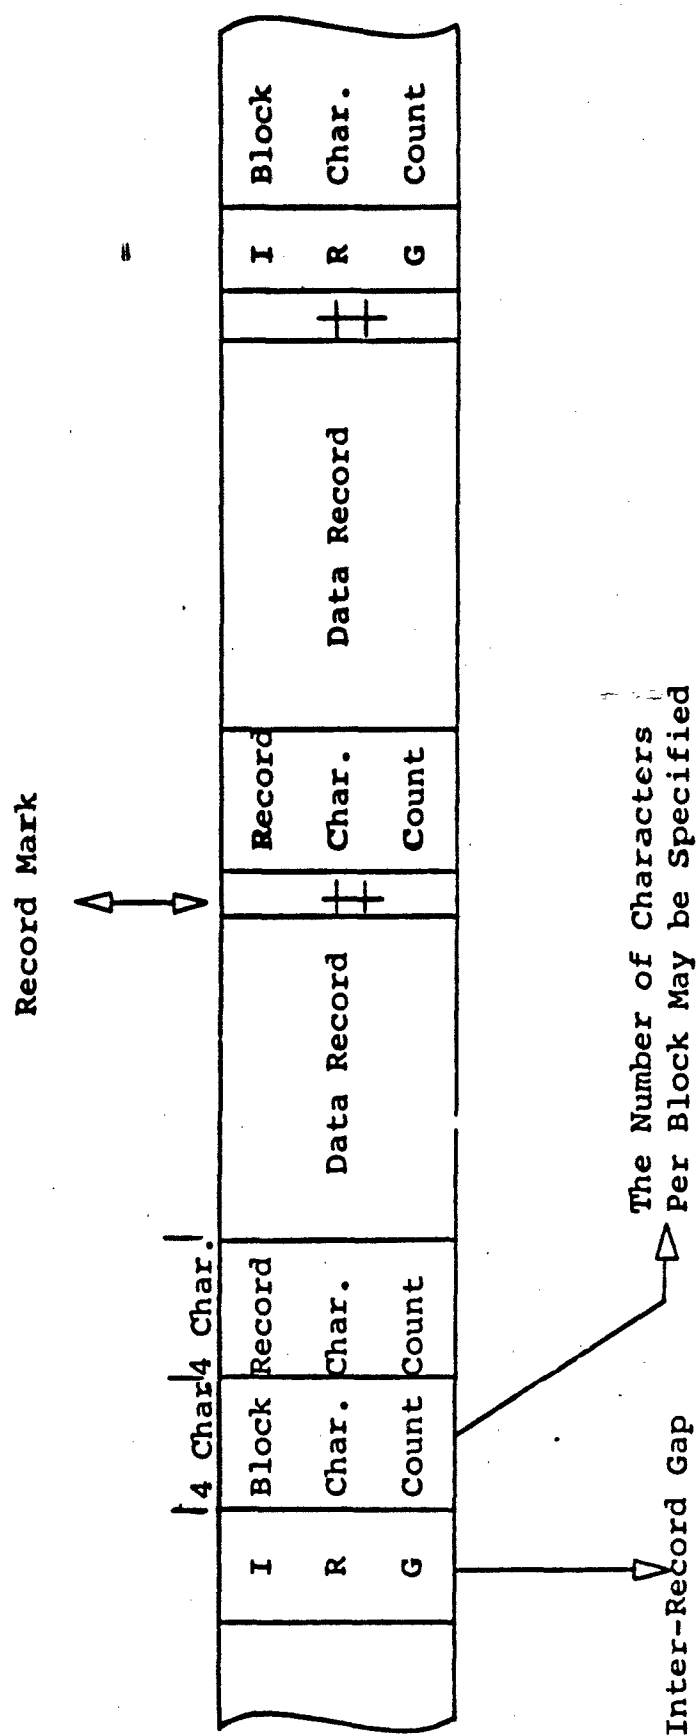 Record Mark
4 Char
4 Char.
I
R
G
Block
Char.
Count
Record
Char.
Count
Data Record
ǂ
Record
Char.
Count
Data Record
ǂ
I
R
G
Block
Char.
Count
The Number of Characters
Per Block May be Specified
Inter-Record Gap